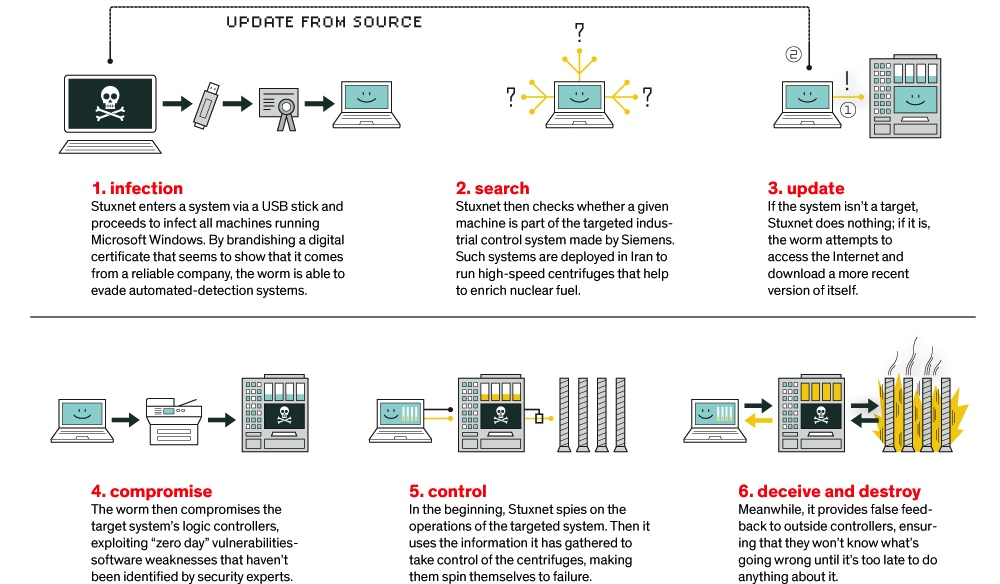 UPDATE FROM SOURCE
?
?
?
②
!
①
1. infection
Stuxnet enters a system via a USB stick and
proceeds to infect all machines running
Microsoft Windows. By brandishing a digital
certificate that seems to show that it comes
from a reliable company, the worm is able to
evade automated-detection systems.
2. search
Stuxnet then checks whether a given
machine is part of the targeted indus-
trial control system made by Siemens.
Such systems are deployed in Iran to
run high-speed centrifuges that help
to enrich nuclear fuel.
3. update
If the system isn't a target,
Stuxnet does nothing; if it is,
the worm attempts to
access the Internet and
download a more recent
version of itself.
4. compromise
The worm then compromises the
target system's logic controllers,
exploiting "zero day" vulnerabilities-
software weaknesses that haven't
been identified by security experts.
5. control
In the beginning, Stuxnet spies on the
operations of the targeted system. Then it
uses the information it has gathered to
take control of the centrifuges, making
them spin themselves to failure.
6. deceive and destroy
Meanwhile, it provides false feed-
back to outside controllers, ensur-
ing that they won't know what's
going wrong until it's too late to do
anything about it.